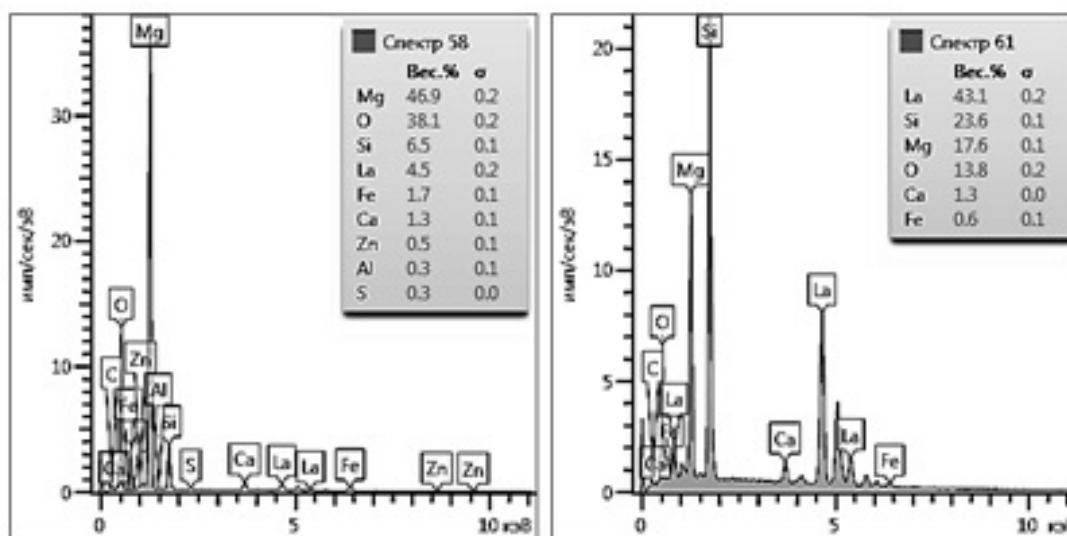 Спектр 58
Вес.% σ
Mg 46.9 0.2
O 38.1 0.2
Si 6.5 0.1
La 4.5 0.2
Fe 1.7 0.1
Ca 1.3 0.1
Zn 0.5 0.1
Al 0.3 0.1
S 0.3 0.0
имп/сек/эВ
30
20
10
0
Mg
O
C
Zn
Fe
Al
Si
Ca
S
Ca
La
La
Fe
Zn
Zn
0 5 10 кэВ
Спектр 61
Вес.% σ
La 43.1 0.2
Si 23.6 0.1
Mg 17.6 0.1
O 13.8 0.2
Ca 1.3 0.0
Fe 0.6 0.1
имп/сек/эВ
20
15
10
5
0
Si
Mg
O
C
La
Ca
Ca
La
La
Fe
0 5 10 кэВ